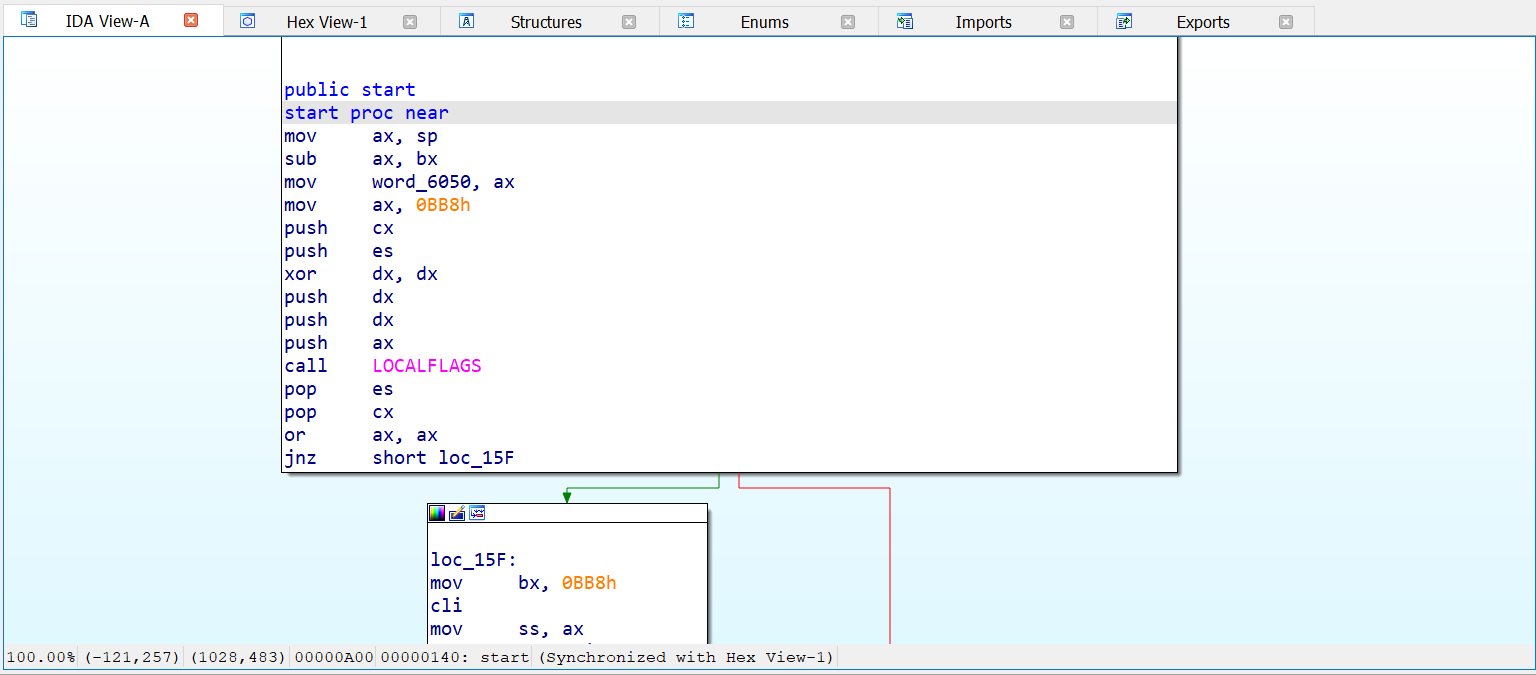 IDA View-A Hex View-1 Structures Enums Imports Exports
public start
start proc near
mov ax, sp
sub ax, bx
mov word_6050, ax
mov ax, 0BB8h
push cx
push es
xor dx, dx
push dx
push dx
push ax
call LOCALFLAGS
pop es
pop cx
or ax, ax
jnz short loc_15F
loc_15F:
mov bx, 0BB8h
cli
mov ss, ax
100.00% (-121,257) (1028,483) 00000A00 00000140: start (Synchronized with Hex View-1)